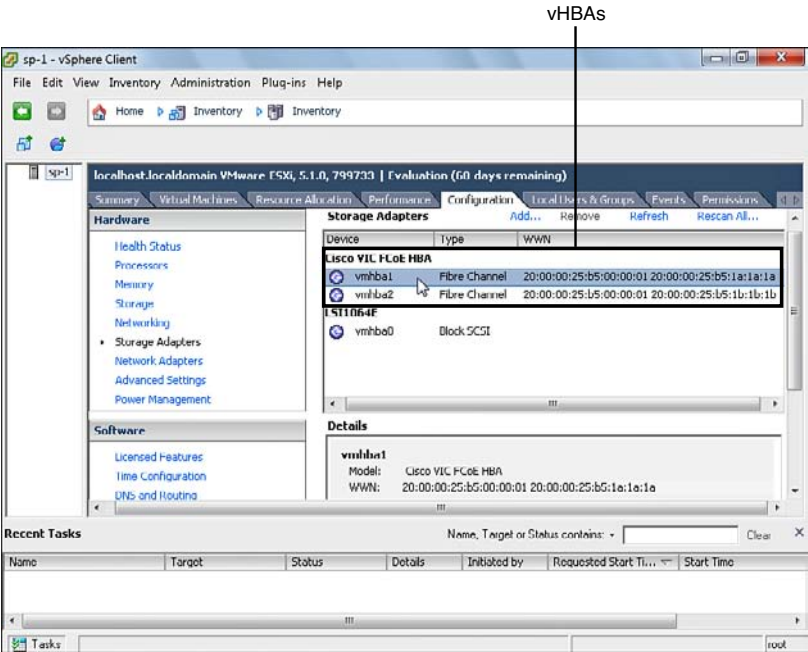 vHBAs
sp-1 - vSphere Client
File Edit View Inventory Administration Plug-ins Help
Home Inventory Inventory
sp-1
localhost.localdomain VMware ESXi, 5.1.0, 799733 | Evaluation (60 days remaining)
Summary Virtual Machines Resource Allocation Performance Configuration Local Users & Groups Events Permissions
Hardware
Health Status
Processors
Memory
Storage
Networking
Storage Adapters
Network Adapters
Advanced Settings
Power Management
Software
Licensed Features
Time Configuration
DNS and Routing
Storage Adapters Add... Remove Refresh Rescan All...
Device Type WWN
Cisco VIC FCoE HBA
vmhba1 Fibre Channel 20:00:00:25:b5:00:00:01 20:00:00:25:b5:1a:1a:1a
vmhba2 Fibre Channel 20:00:00:25:b5:00:00:01 20:00:00:25:b5:1b:1b:1b
LSI1064E
vmhba0 Block SCSI
Details
vmhba1
Model: Cisco VIC FCoE HBA
WWN: 20:00:00:25:b5:00:00:01 20:00:00:25:b5:1a:1a:1a
Recent Tasks Name, Target or Status contains: Clear
Name Target Status Details Initiated by Requested Start Ti... Start Time
Tasks root